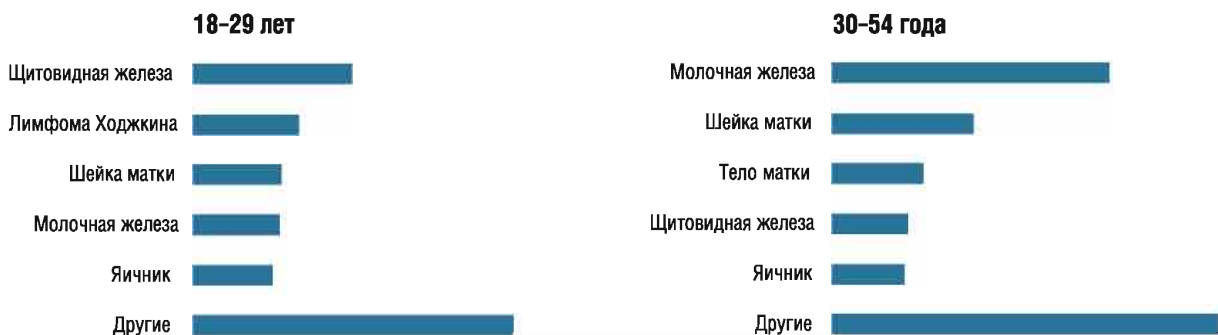 18–29 лет
Щитовидная железа
Лимфома Ходжкина
Шейка матки
Молочная железа
Яичник
Другие
30–54 года
Молочная железа
Шейка матки
Тело матки
Щитовидная железа
Яичник
Другие